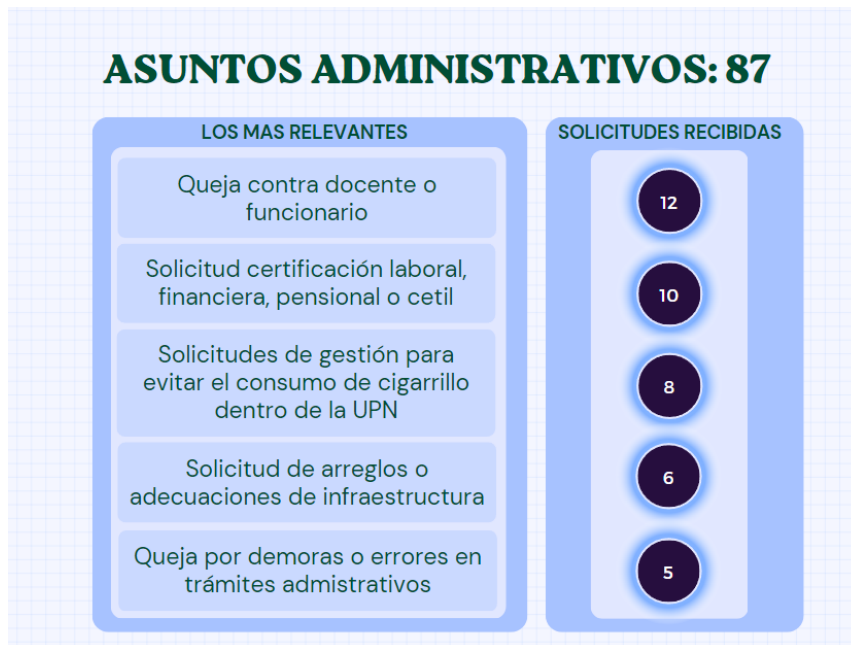 ASUNTOS ADMINISTRATIVOS: 87
LOS MAS RELEVANTES
SOLICITUDES RECIBIDAS
Queja contra docente o
funcionario
12
Solicitud certificación laboral,
financiera, pensional o cetil
10
Solicitudes de gestión para
evitar el consumo de cigarrillo
dentro de la UPN
8
Solicitud de arreglos o
adecuaciones de infraestructura
6
Queja por demoras o errores en
trámites admistrativos
5